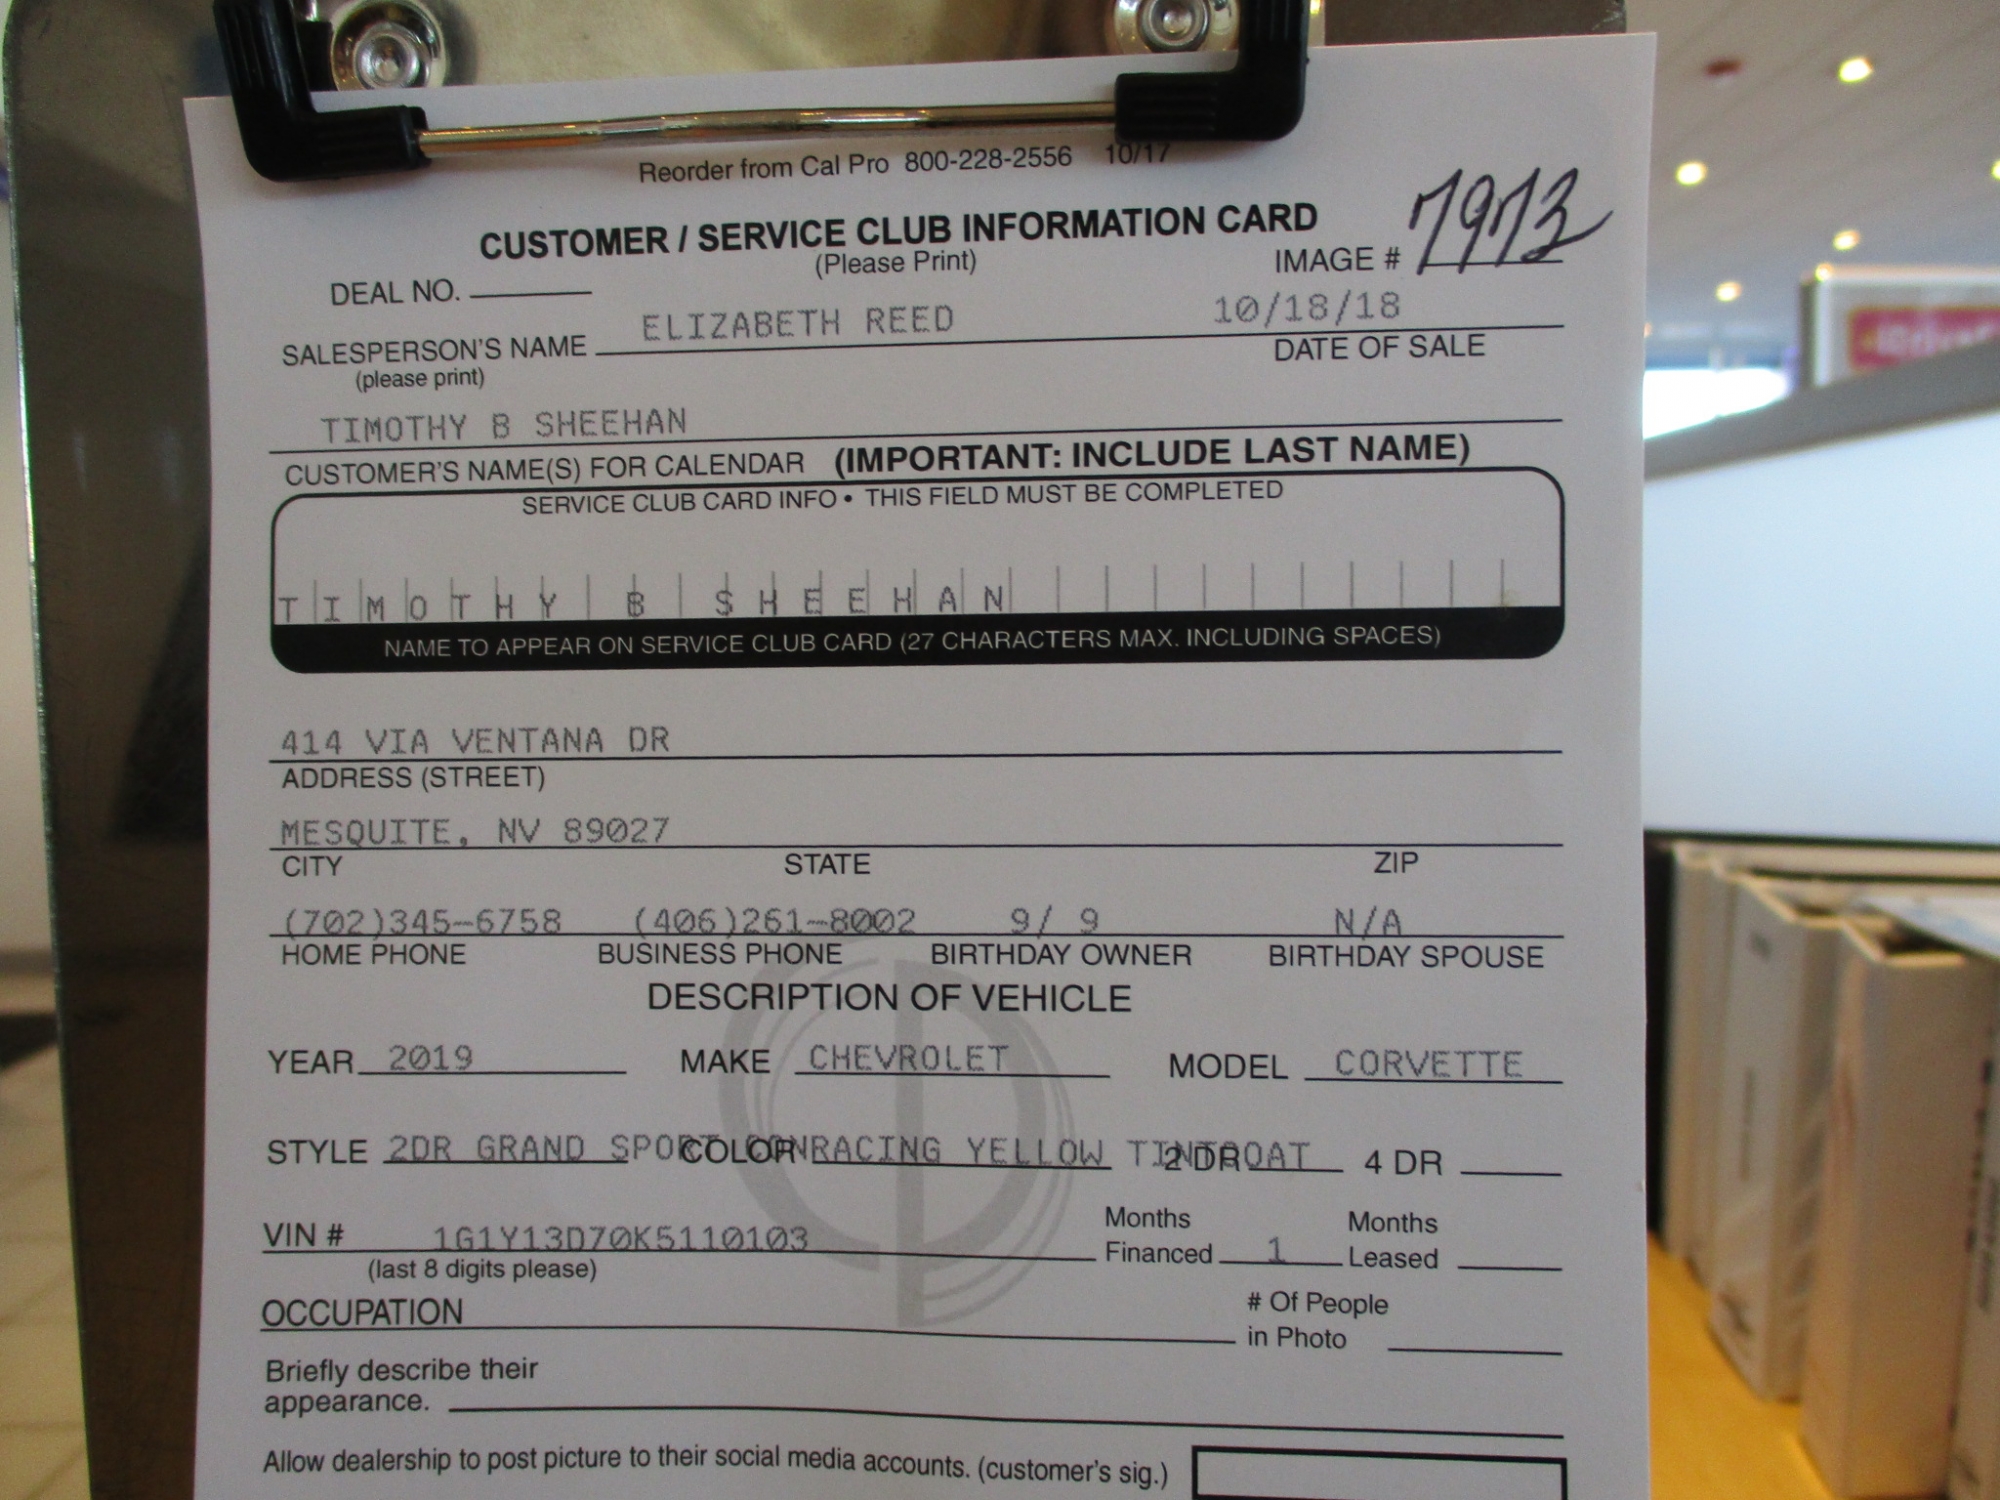 Reorder from Cal Pro 800-228-2556 10/17
CUSTOMER / SERVICE CLUB INFORMATION CARD
(Please Print)
IMAGE # 7973
DEAL NO.
SALESPERSON'S NAME ELIZABETH REED 10/18/18
(please print) DATE OF SALE
TIMOTHY B SHEEHAN
CUSTOMER'S NAME(S) FOR CALENDAR (IMPORTANT: INCLUDE LAST NAME)
SERVICE CLUB CARD INFO • THIS FIELD MUST BE COMPLETED
TIMOTHY B SHEEHAN
NAME TO APPEAR ON SERVICE CLUB CARD (27 CHARACTERS MAX. INCLUDING SPACES)
414 VIA VENTANA DR
ADDRESS (STREET)
MESQUITE, NV 89027
CITY STATE ZIP
(702)345-6758 (406)261-8002 9/ 9 N/A
HOME PHONE BUSINESS PHONE BIRTHDAY OWNER BIRTHDAY SPOUSE
DESCRIPTION OF VEHICLE
YEAR 2019 MAKE CHEVROLET MODEL CORVETTE
STYLE 2DR GRAND SPORT CON COLOR RACING YELLOW TINTCOAT 2 DR 4 DR
VIN # 1G1Y13D70K5110103 Months Financed 1 Months Leased
(last 8 digits please)
OCCUPATION # Of People in Photo
Briefly describe their
appearance.
Allow dealership to post picture to their social media accounts. (customer's sig.)